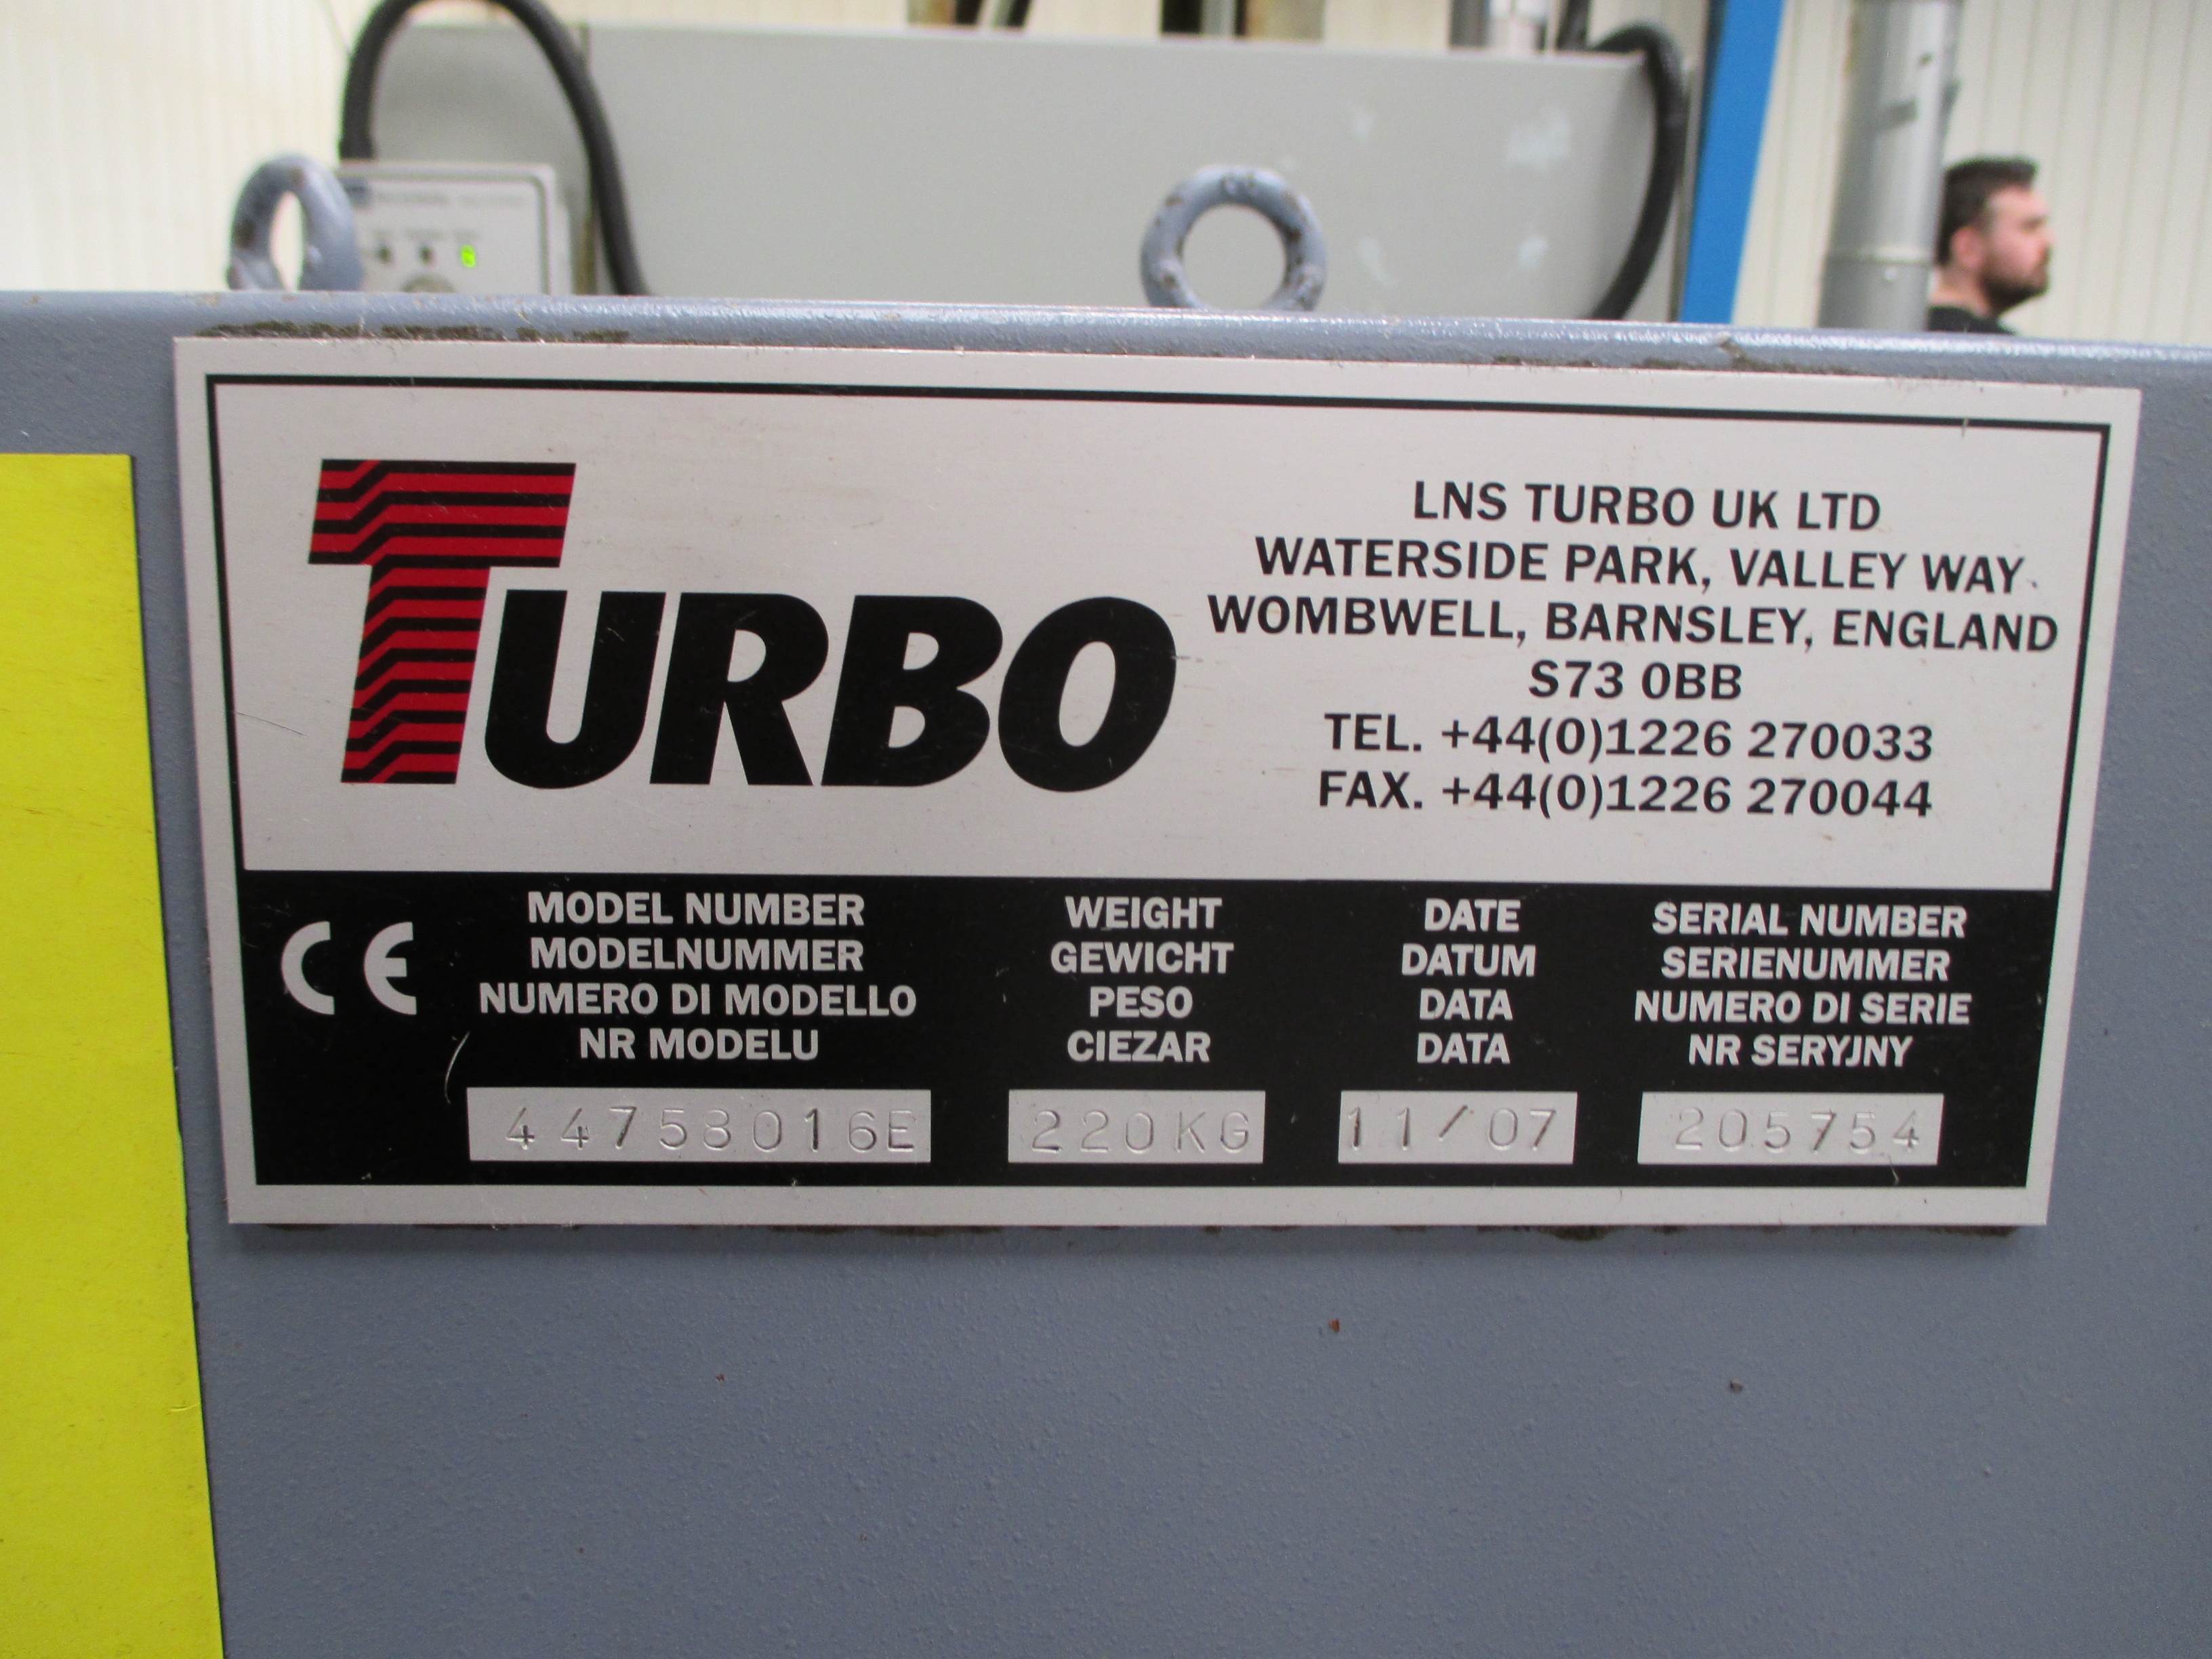 TURBO
LNS TURBO UK LTD
WATERSIDE PARK, VALLEY WAY
WOMBWELL, BARNSLEY, ENGLAND
S73 0BB
TEL. +44(0)1226 270033
FAX. +44(0)1226 270044
CE
MODEL NUMBER
MODELNUMMER
NUMERO DI MODELLO
NR MODELU
44758016E
WEIGHT
GEWICHT
PESO
CIEZAR
220KG
DATE
DATUM
DATA
DATA
11/07
SERIAL NUMBER
SERIENUMMER
NUMERO DI SERIE
NR SERYJNY
205754